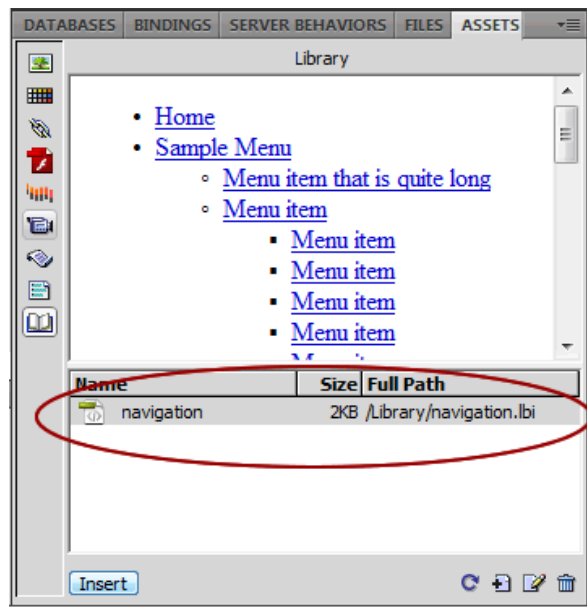 DATABASES BINDINGS SERVER BEHAVIORS FILES ASSETS
Library
Home
Sample Menu
Menu item that is quite long
Menu item
Menu item
Menu item
Menu item
Menu item
Name Size Full Path
navigation 2KB /Library/navigation.lbi
Insert